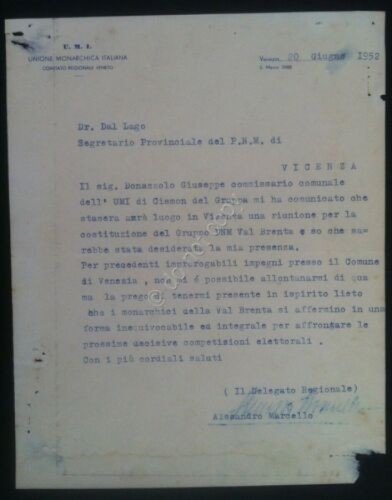 U. M. I.
UNIONE MONARCHICA ITALIANA
COMITATO REGIONALE VENETO
Venezia, 20 Giugno 1952
S. Marco
Dr. Dal Lago
Segretario Provinciale del P.N.M. di
VICENZA
Il sig. Donazzolo Giuseppe commissario comunale
dell' UMI di Cismon del Grappa mi ha comunicato che
stasera avrà luogo in Vicenza una riunione per la
costituzione del Gruppo UNM Val Brenta e so che sa=
rebbe stata desiderata la mia presenza.
Per precedenti improrogabili impegni presso il Comune
di Venezia , non mi é possibile allontanarmi di qua
ma la prego di tenermi presente in ispirito lieto
che i monarchici della Val Brenta si affermino in una
forma inequivocabile ed integrale per affrontare le
prossime decisive competizioni elettorali .
Con i più cordiali saluti
( Il Delegato Regionale)
Alessandro Marcello